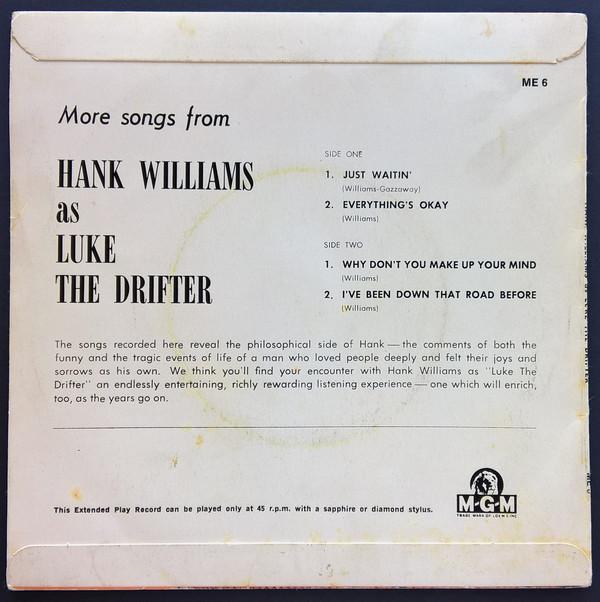 ME 6
More songs from
HANK WILLIAMS
as
LUKE
THE DRIFTER
SIDE ONE
1. JUST WAITIN'
(Williams-Gazzaway)
2. EVERYTHING'S OKAY
(Williams)
SIDE TWO
1. WHY DON'T YOU MAKE UP YOUR MIND
(Williams)
2. I'VE BEEN DOWN THAT ROAD BEFORE
(Williams)
The songs recorded here reveal the philosophical side of Hank — the comments of both the
funny and the tragic events of life of a man who loved people deeply and felt their joys and
sorrows as his own. We think you'll find your encounter with Hank Williams as "Luke The
Drifter" an endlessly entertaining, richly rewarding listening experience — one which will enrich,
too, as the years go on.
This Extended Play Record can be played only at 45 r.p.m. with a sapphire or diamond stylus.
M-G-M
TRADE MARK OF LOEW'S INC